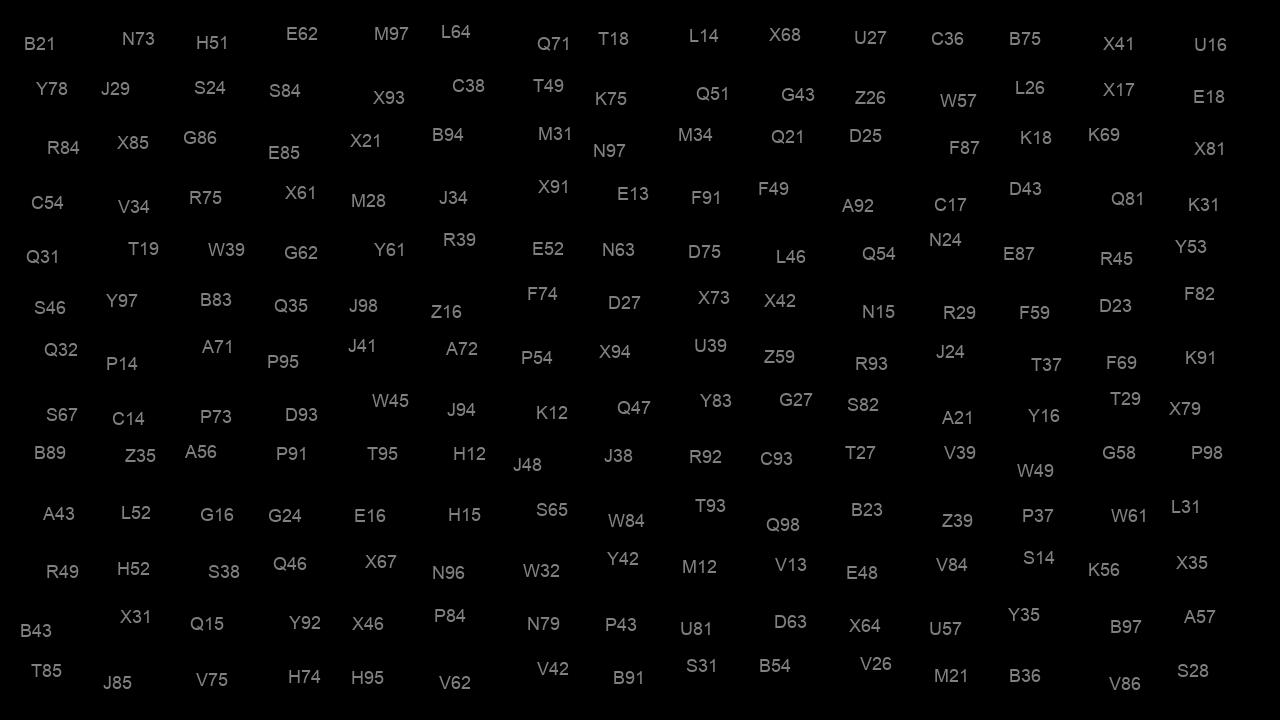 B21 N73 H51 E62 M97 L64 Q71 T18 L14 X68 U27 C36 B75 X41 U16
Y78 J29 S24 S84 X93 C38 T49 K75 Q51 G43 Z26 W57 L26 X17 E18
R84 X85 G86 E85 X21 B94 M31 N97 M34 Q21 D25 F87 K18 K69 X81
C54 V34 R75 X61 M28 J34 X91 E13 F91 F49 A92 C17 D43 Q81 K31
Q31 T19 W39 G62 Y61 R39 E52 N63 D75 L46 Q54 N24 E87 R45 Y53
S46 Y97 B83 Q35 J98 Z16 F74 D27 X73 X42 N15 R29 F59 D23 F82
Q32 P14 A71 P95 J41 A72 P54 X94 U39 Z59 R93 J24 T37 F69 K91
S67 C14 P73 D93 W45 J94 K12 Q47 Y83 G27 S82 A21 Y16 T29 X79
B89 Z35 A56 P91 T95 H12 J48 J38 R92 C93 T27 V39 W49 G58 P98
A43 L52 G16 G24 E16 H15 S65 W84 T93 Q98 B23 Z39 P37 W61 L31
R49 H52 S38 Q46 X67 N96 W32 Y42 M12 V13 E48 V84 S14 K56 X35
B43 X31 Q15 Y92 X46 P84 N79 P43 U81 D63 X64 U57 Y35 B97 A57
T85 J85 V75 H74 H95 V62 V42 B91 S31 B54 V26 M21 B36 V86 S28